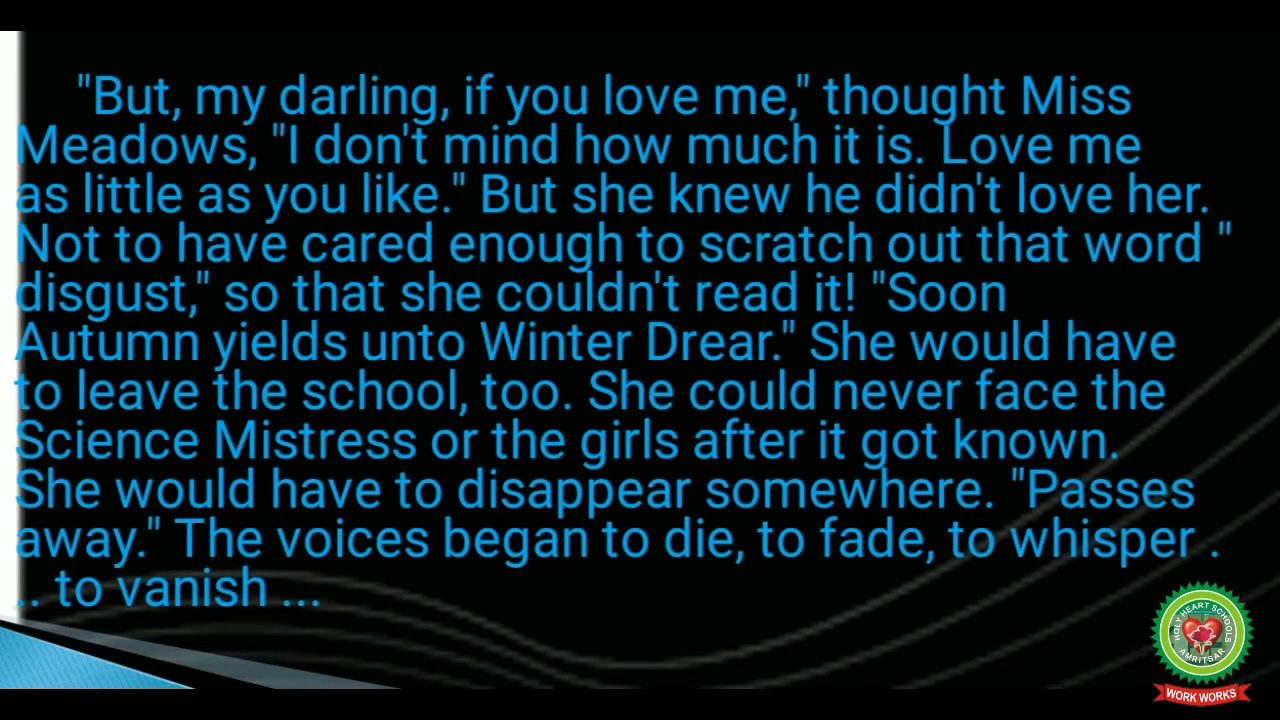 "But, my darling, if you love me," thought Miss
Meadows, "I don't mind how much it is. Love me
as little as you like." But she knew he didn't love her.
Not to have cared enough to scratch out that word "
disgust," so that she couldn't read it! "Soon
Autumn yields unto Winter Drear." She would have
to leave the school, too. She could never face the
Science Mistress or the girls after it got known.
She would have to disappear somewhere. "Passes
away." The voices began to die, to fade, to whisper .
.. to vanish ...
HOLY HEART SCHOOLS
AMRITSAR
WORK WORKS